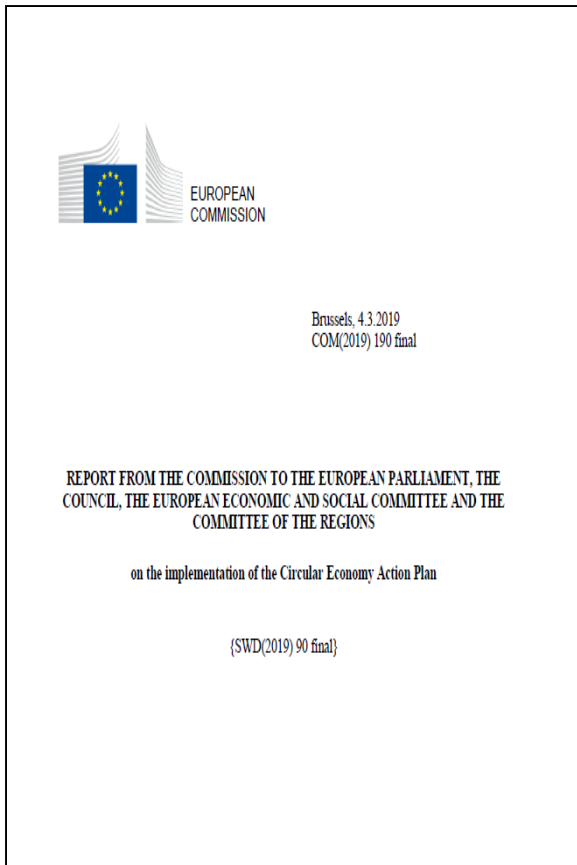 EUROPEAN
COMMISSION
Brussels, 4.3.2019
COM(2019) 190 final
REPORT FROM THE COMMISSION TO THE EUROPEAN PARLIAMENT, THE
COUNCIL, THE EUROPEAN ECONOMIC AND SOCIAL COMMITTEE AND THE
COMMITTEE OF THE REGIONS
on the implementation of the Circular Economy Action Plan
{SWD(2019) 90 final}